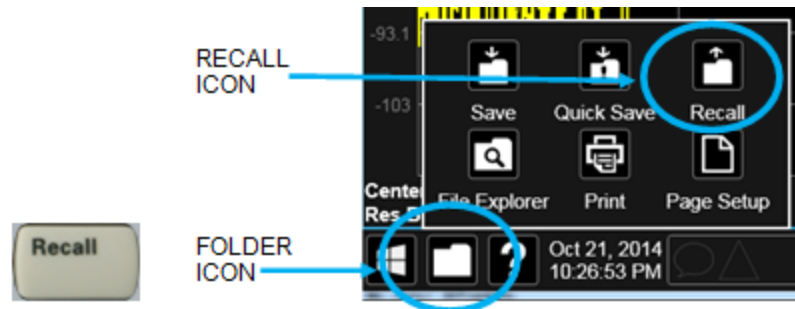 -93.1
RECALL
ICON
-103
Save Quick Save Recall
File Explorer Print Page Setup
Center
Res B
Recall
FOLDER
ICON
?
Oct 21, 2014
10:26:53 PM